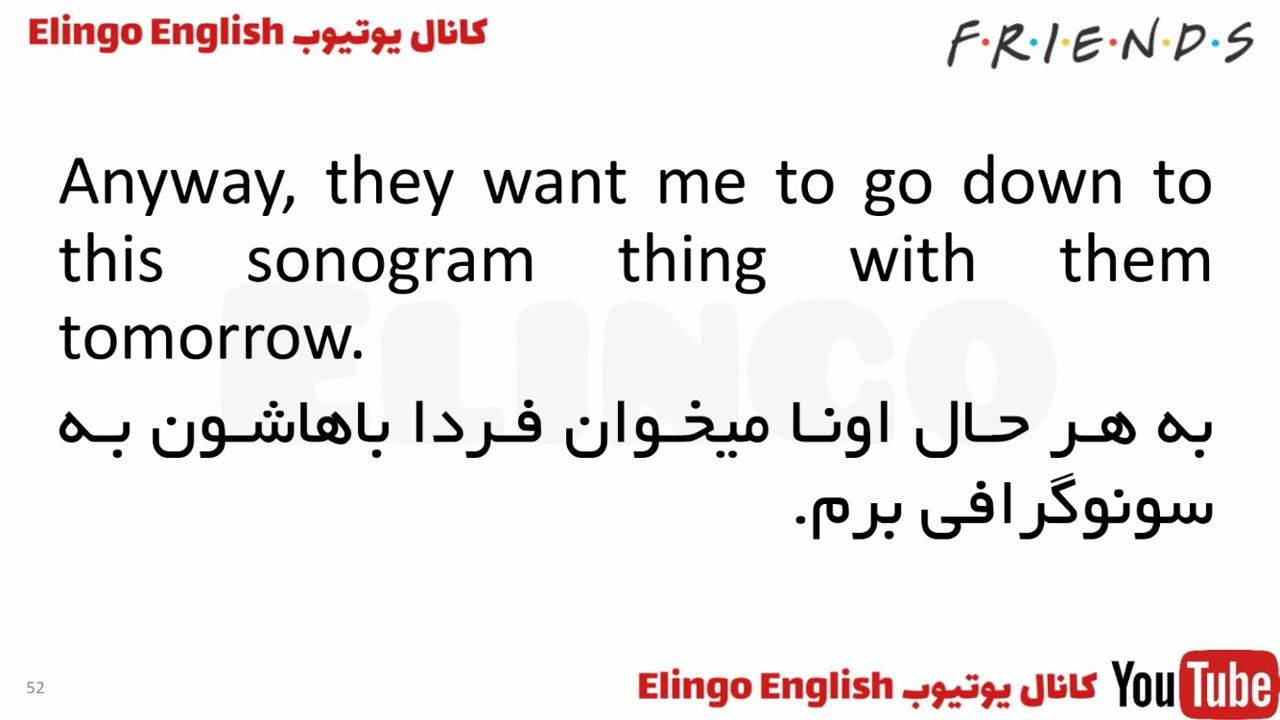 Elingo English کانال یوتیوب
F·R·I·E·N·D·S
Anyway, they want me to go down to
this sonogram thing with them
tomorrow.
ELINGO
به هر حال اونا میخوان فردا باهاشون به
سونوگرافی برم.
52
Elingo English کانال یوتیوب
YouTube